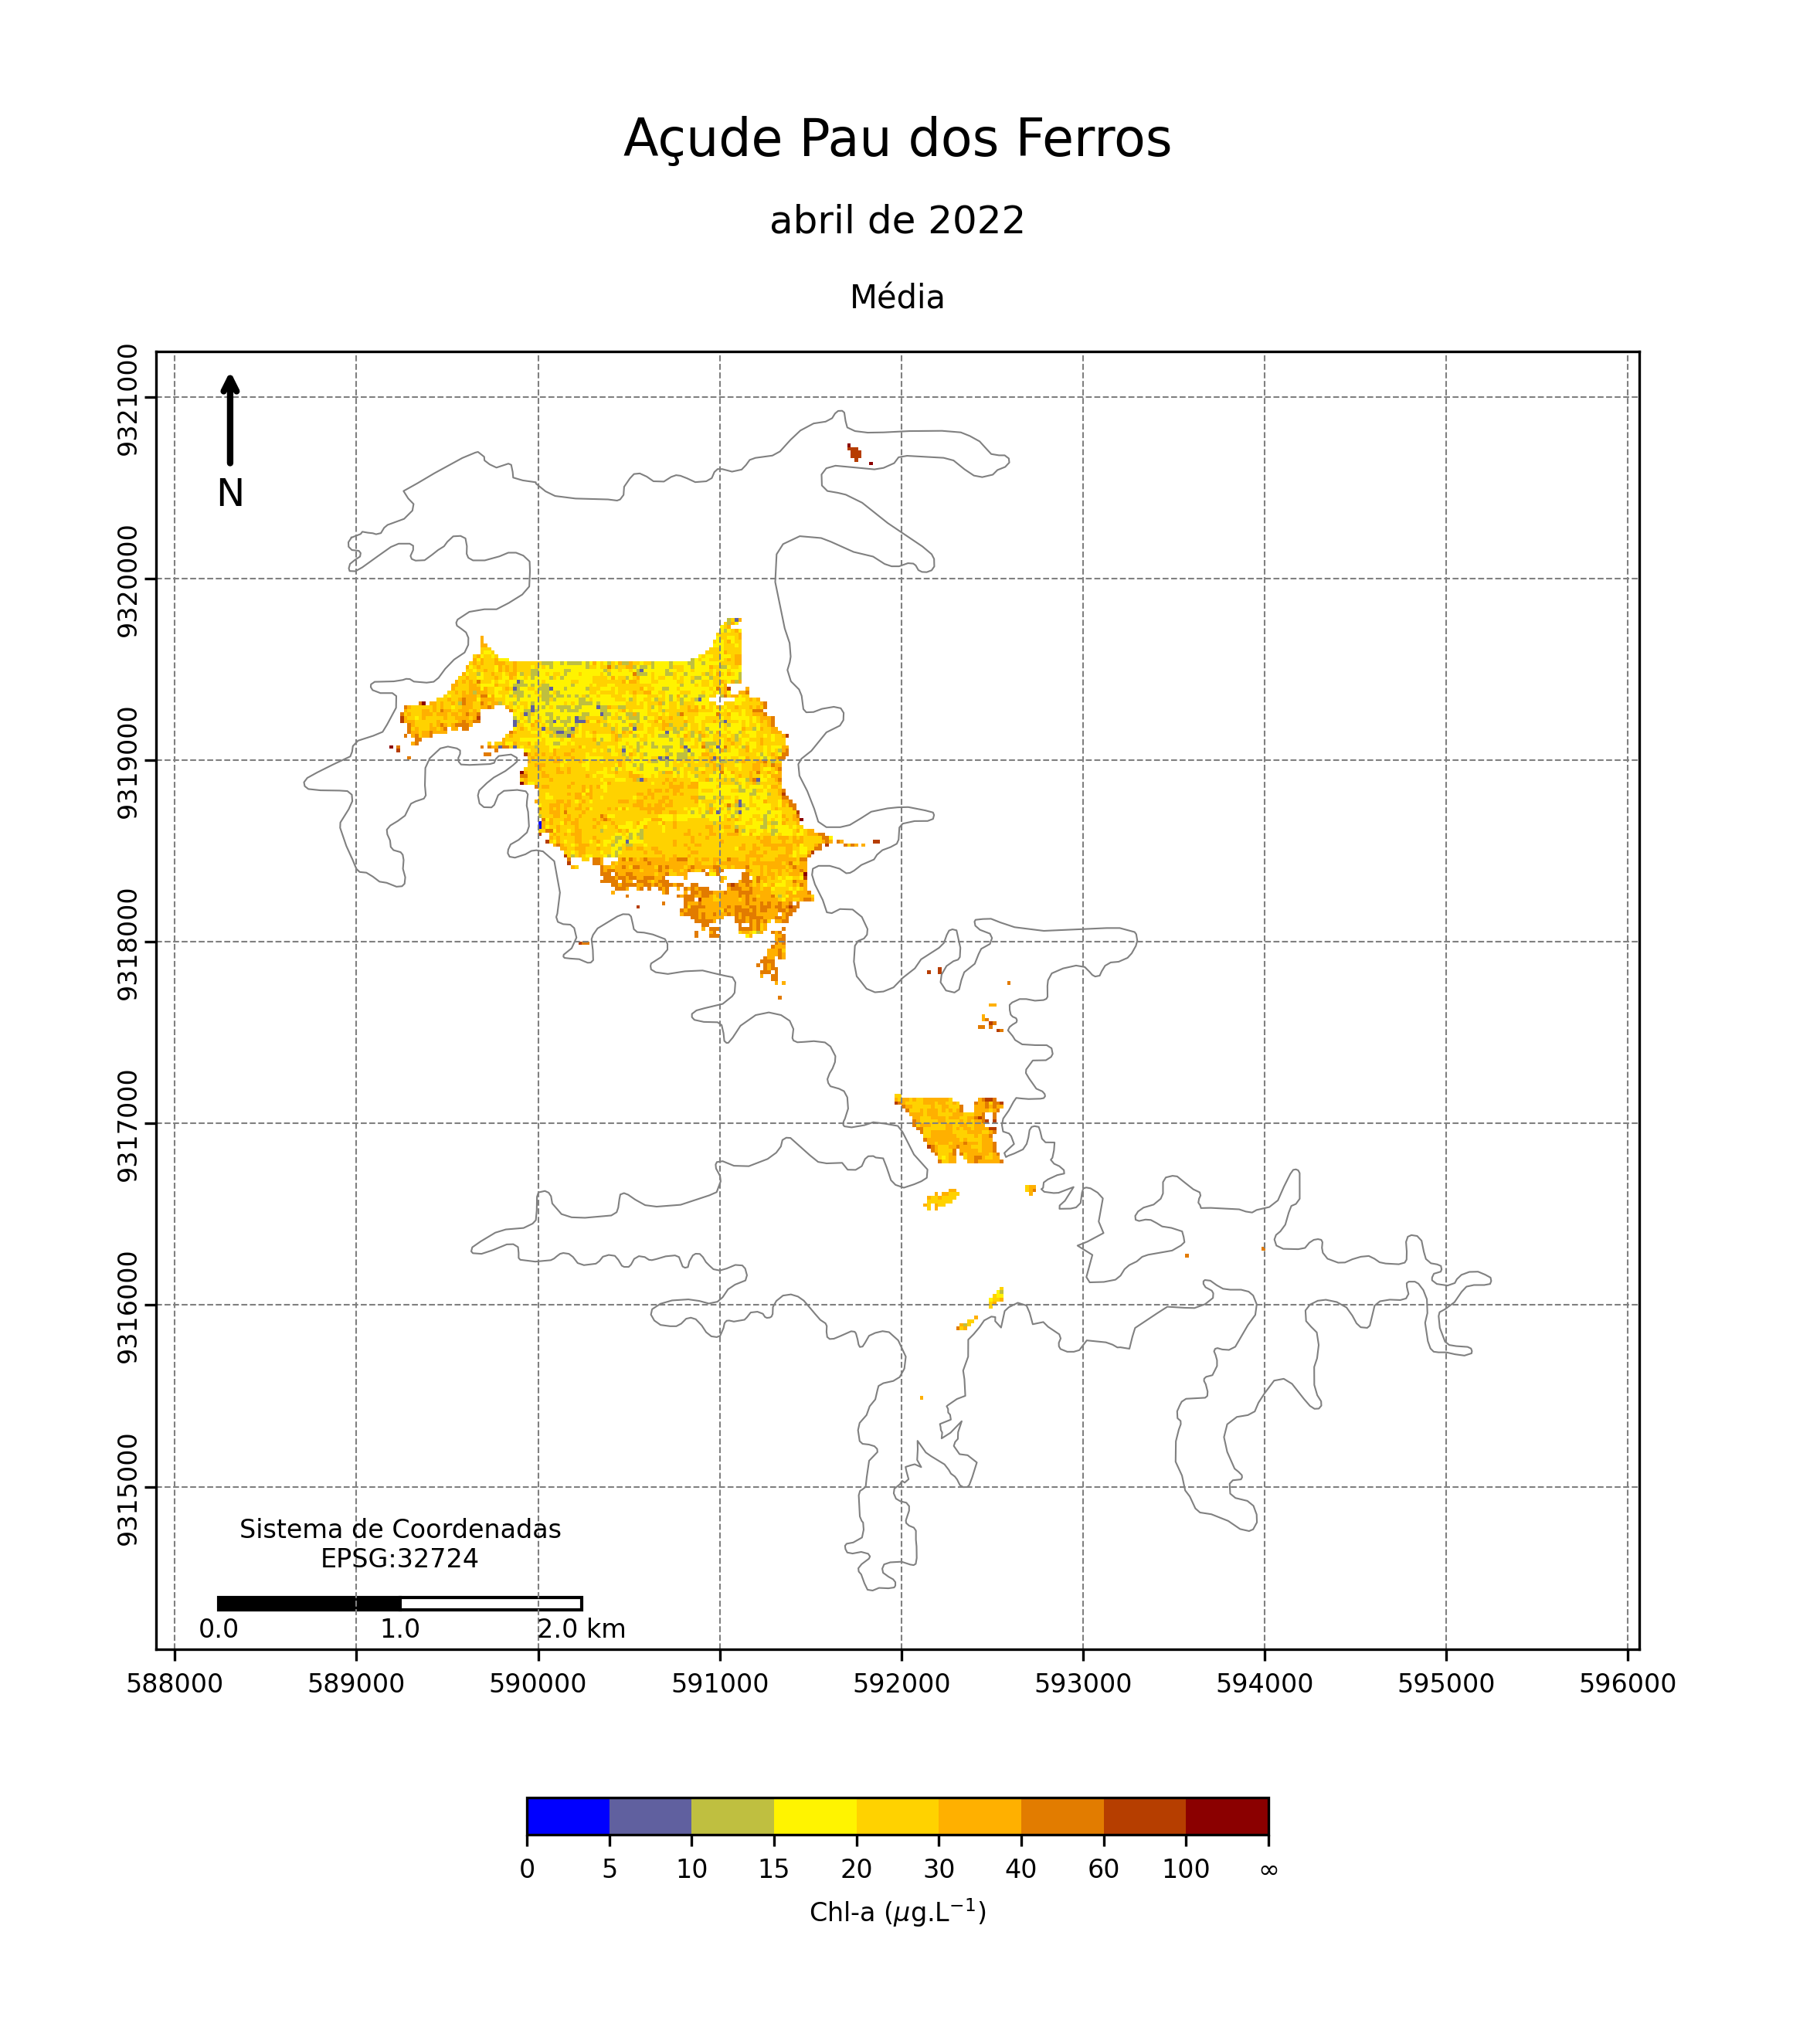 Açude Pau dos Ferros
abril de 2022
Média
9321000
9320000
9319000
9318000
9317000
9316000
9315000
N
Sistema de Coordenadas
EPSG:32724
0.0 1.0 2.0 km
588000 589000 590000 591000 592000 593000 594000 595000 596000
0 5 10 15 20 30 40 60 100 ∞
Chl-a (μg.L⁻¹)